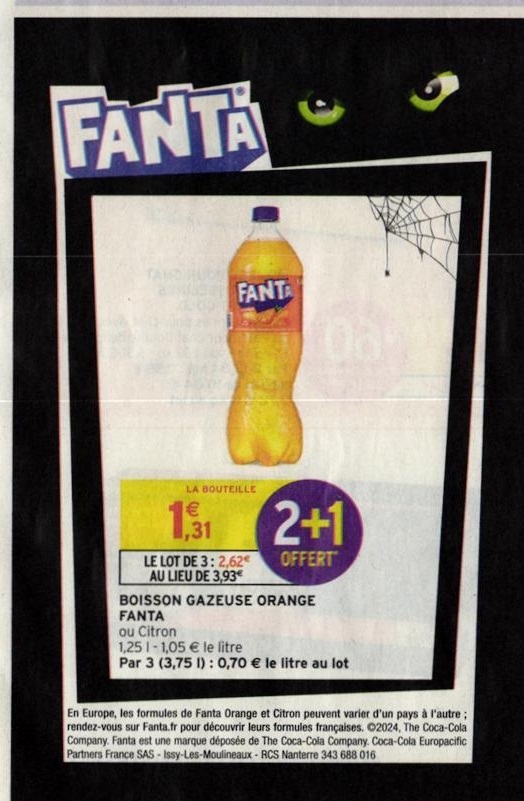 FANTA
FANTA
LA BOUTEILLE
1,31 €
2+1
OFFERT
LE LOT DE 3 : 2,62€
AU LIEU DE 3,93€
BOISSON GAZEUSE ORANGE
FANTA
ou Citron
1,25 l - 1,05 € le litre
Par 3 (3,75 l) : 0,70 € le litre au lot
En Europe, les formules de Fanta Orange et Citron peuvent varier d'un pays à l'autre ;
rendez-vous sur Fanta.fr pour découvrir leurs formules françaises. ©2024, The Coca-Cola
Company. Fanta est une marque déposée de The Coca-Cola Company. Coca-Cola Europacific
Partners France SAS - Issy-Les-Moulineaux - RCS Nanterre 343 688 016